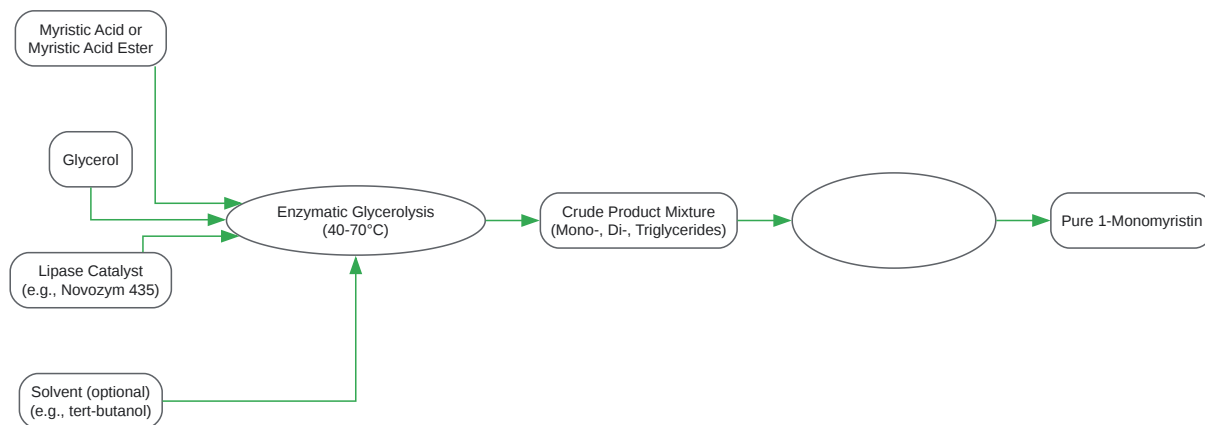 Myristic Acid or
Myristic Acid Ester
Glycerol
Enzymatic Glycerolysis
(40-70°C)
Crude Product Mixture
(Mono-, Di-, Triglycerides)
Pure 1-Monomyristin
Lipase Catalyst
(e.g., Novozym 435)
Solvent (optional)
(e.g., tert-butanol)